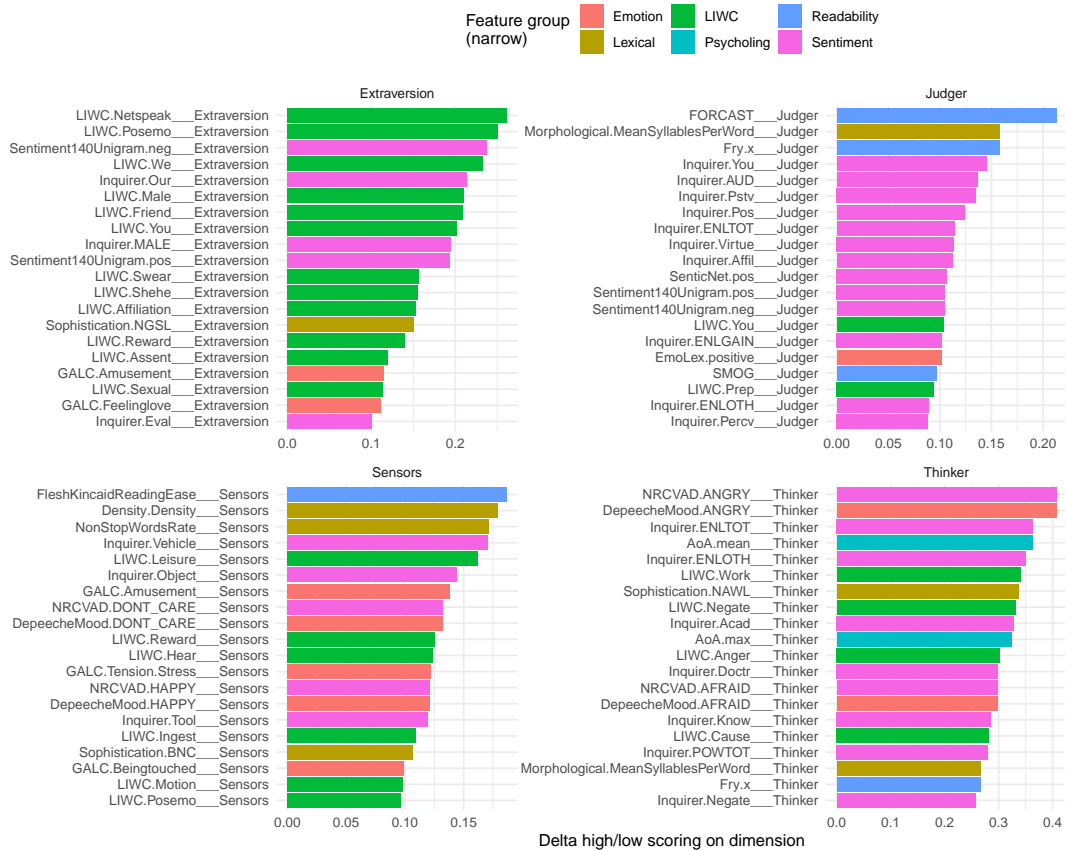 Feature group
(narrow)
Emotion
LIWC
Readability
Lexical
Psycholing
Sentiment
Extraversion
LIWC.Netspeak___Extraversion
LIWC.Posemo___Extraversion
Sentiment140Unigram.neg___Extraversion
LIWC.We___Extraversion
Inquirer.Our___Extraversion
LIWC.Male___Extraversion
LIWC.Friend___Extraversion
LIWC.You___Extraversion
Inquirer.MALE___Extraversion
Sentiment140Unigram.pos___Extraversion
LIWC.Swear___Extraversion
LIWC.Shehe___Extraversion
LIWC.Affiliation___Extraversion
Sophistication.NGSL___Extraversion
LIWC.Reward___Extraversion
LIWC.Assent___Extraversion
GALC.Amusement___Extraversion
LIWC.Sexual___Extraversion
GALC.Feelinglove___Extraversion
Inquirer.Eval___Extraversion
0.0 0.1 0.2
Judger
FORCAST___Judger
Morphological.MeanSyllablesPerWord___Judger
Fry.x___Judger
Inquirer.You___Judger
Inquirer.AUD___Judger
Inquirer.Pstv___Judger
Inquirer.Pos___Judger
Inquirer.ENLTOT___Judger
Inquirer.Virtue___Judger
Inquirer.Affil___Judger
SenticNet.pos___Judger
Sentiment140Unigram.pos___Judger
Sentiment140Unigram.neg___Judger
LIWC.You___Judger
Inquirer.ENLGAIN___Judger
EmoLex.positive___Judger
SMOG___Judger
LIWC.Prep___Judger
Inquirer.ENLOTH___Judger
Inquirer.Percv___Judger
0.00 0.05 0.10 0.15 0.20
Sensors
FleshKincaidReadingEase___Sensors
Density.Density___Sensors
NonStopWordsRate___Sensors
Inquirer.Vehicle___Sensors
LIWC.Leisure___Sensors
Inquirer.Object___Sensors
GALC.Amusement___Sensors
NRCVAD.DONT_CARE___Sensors
DepeecheMood.DONT_CARE___Sensors
LIWC.Reward___Sensors
LIWC.Hear___Sensors
GALC.Tension.Stress___Sensors
NRCVAD.HAPPY___Sensors
DepeecheMood.HAPPY___Sensors
Inquirer.Tool___Sensors
LIWC.Ingest___Sensors
Sophistication.BNC___Sensors
GALC.Beingtouched___Sensors
LIWC.Motion___Sensors
LIWC.Posemo___Sensors
0.00 0.05 0.10 0.15
Thinker
NRCVAD.ANGRY___Thinker
DepeecheMood.ANGRY___Thinker
Inquirer.ENLTOT___Thinker
AoA.mean___Thinker
Inquirer.ENLOTH___Thinker
LIWC.Work___Thinker
Sophistication.NAWL___Thinker
LIWC.Negate___Thinker
Inquirer.Acad___Thinker
AoA.max___Thinker
LIWC.Anger___Thinker
Inquirer.Doctr___Thinker
NRCVAD.AFRAID___Thinker
DepeecheMood.AFRAID___Thinker
Inquirer.Know___Thinker
LIWC.Cause___Thinker
Inquirer.POWTOT___Thinker
Morphological.MeanSyllablesPerWord___Thinker
Fry.x___Thinker
Inquirer.Negate___Thinker
0.0 0.1 0.2 0.3 0.4
Delta high/low scoring on dimension